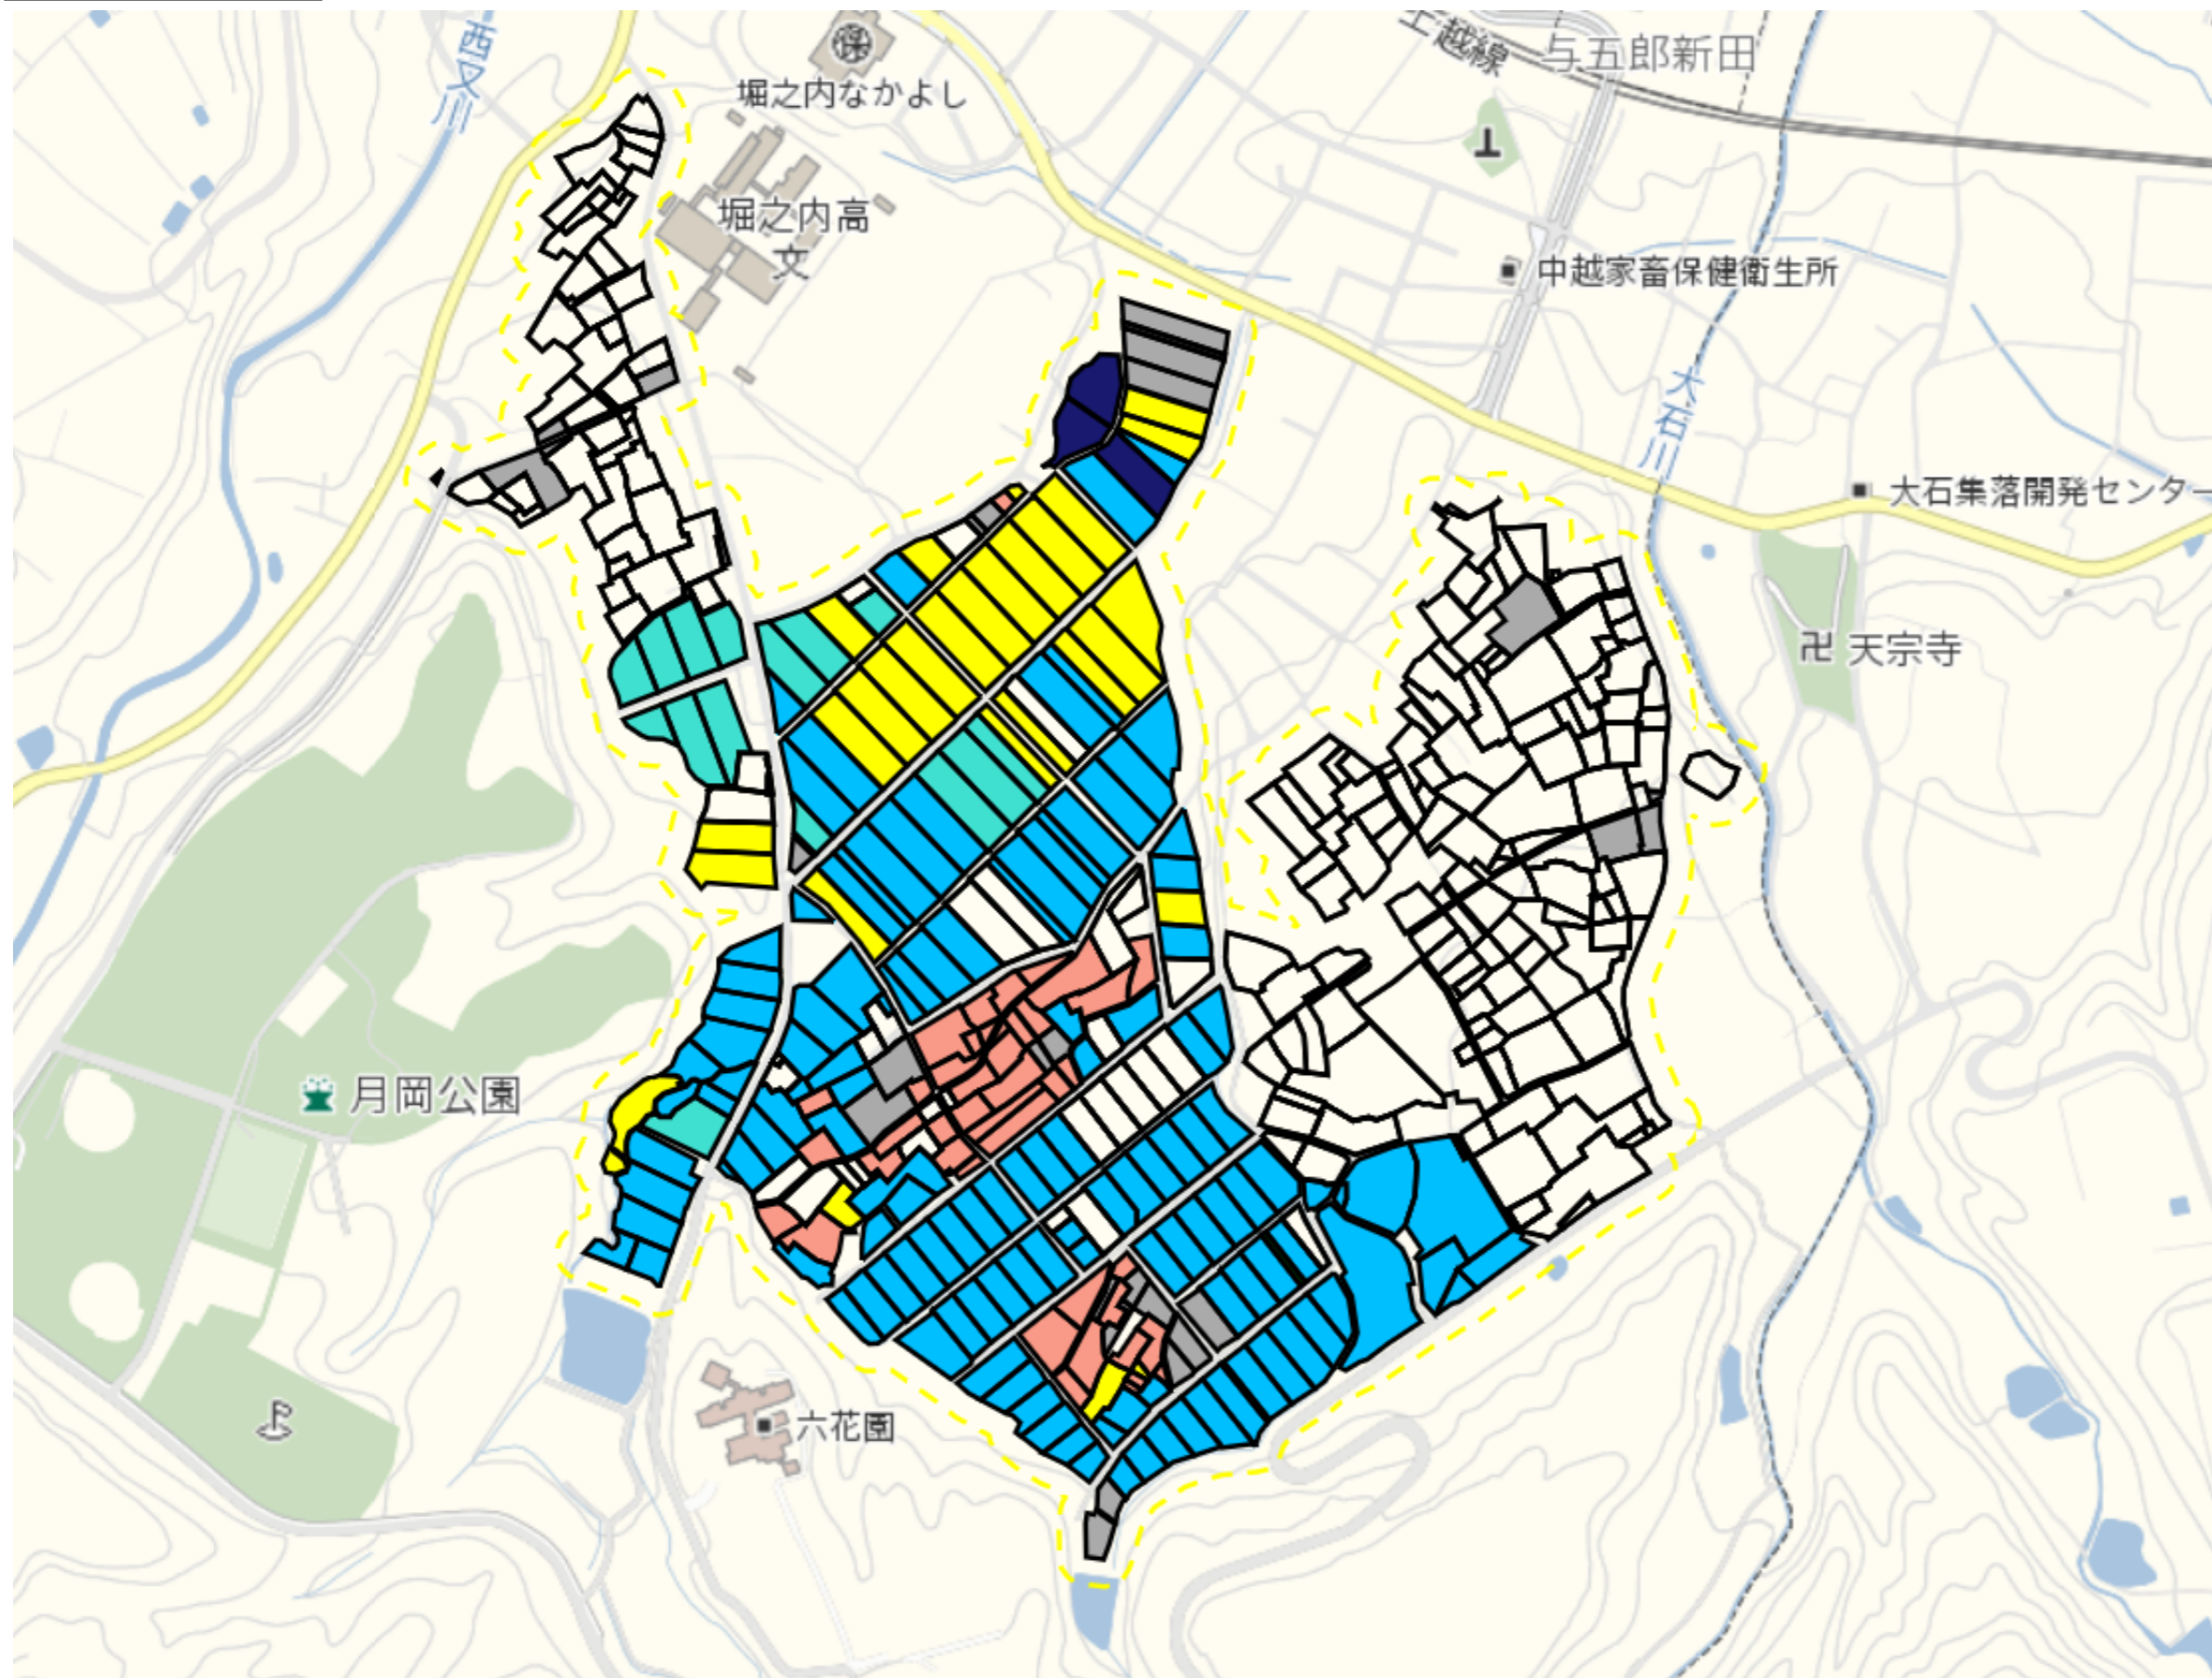 西又川
堀之内なかよし
上越線
与五郎新田
堀之内高
文
中越家畜保健衛生所
大石川
大石集落開発センター
卍 天宗寺
月岡公園
六花園